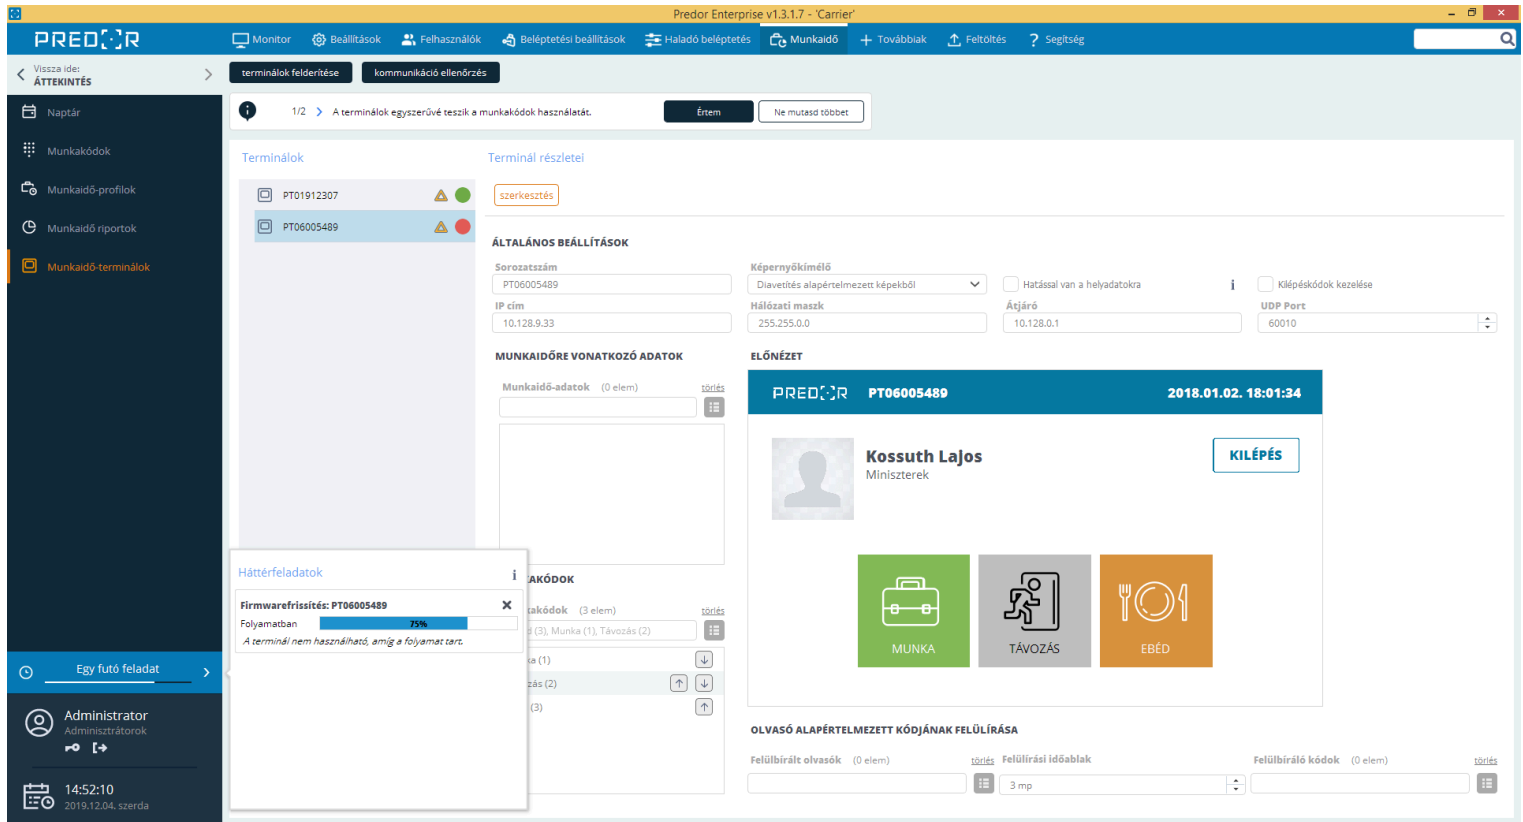 Predor Enterprise v1.3.1.7 - 'Carrier'
PREDOR
Monitor
Beállítások
Felhasználók
Beléptetési beállítások
Haladó beléptetés
Munkaidő
Továbbiak
Feltöltés
Segítség
Vissza ide:
ÁTTEKINTÉS
terminálok felderítése
kommunikáció ellenőrzés
1/2 > A terminálok egyszerűvé teszik a munkakódok használatát.
Értem
Ne mutasd többet
Naptár
Munkakódok
Munkaidő-profilok
Munkaidő riportok
Munkaidő-terminálok
Terminálok
PT01912307
PT06005489
Terminál részletei
szerkesztés
ÁLTALÁNOS BEÁLLÍTÁSOK
Sorozatszám
PT06005489
Képernyőkímélő
Diavetítés alapértelmezett képekből
Hatással van a helyadatokra
i
Kilépéskódok kezelése
IP cím
10.128.9.33
Hálózati maszk
255.255.0.0
Átjáró
10.128.0.1
UDP Port
60010
MUNKAIDŐRE VONATKOZÓ ADATOK
Munkaidő-adatok (0 elem)
törlés
ELŐNÉZET
PREDOR PT06005489 2018.01.02. 18:01:34
Kossuth Lajos
Miniszterek
KILÉPÉS
MUNKA
TÁVOZÁS
EBÉD
AKÓDOK
akódok (3 elem)
törlés
(3), Munka (1), Távozás (2)
a (1)
zás (2)
(3)
OLVASÓ ALAPÉRTELMEZETT KÓDJÁNAK FELÜLÍRÁSA
Felülbírált olvasók (0 elem)
törlés
Felülírási időablak
3 mp
Felülbíráló kódok (0 elem)
törlés
Háttérfeladatok
i
Firmwarefrissítés: PT06005489
Folyamatban 75%
A terminál nem használható, amíg a folyamat tart.
Egy futó feladat
Administrator
Adminisztrátorok
14:52:10
2019.12.04. szerda